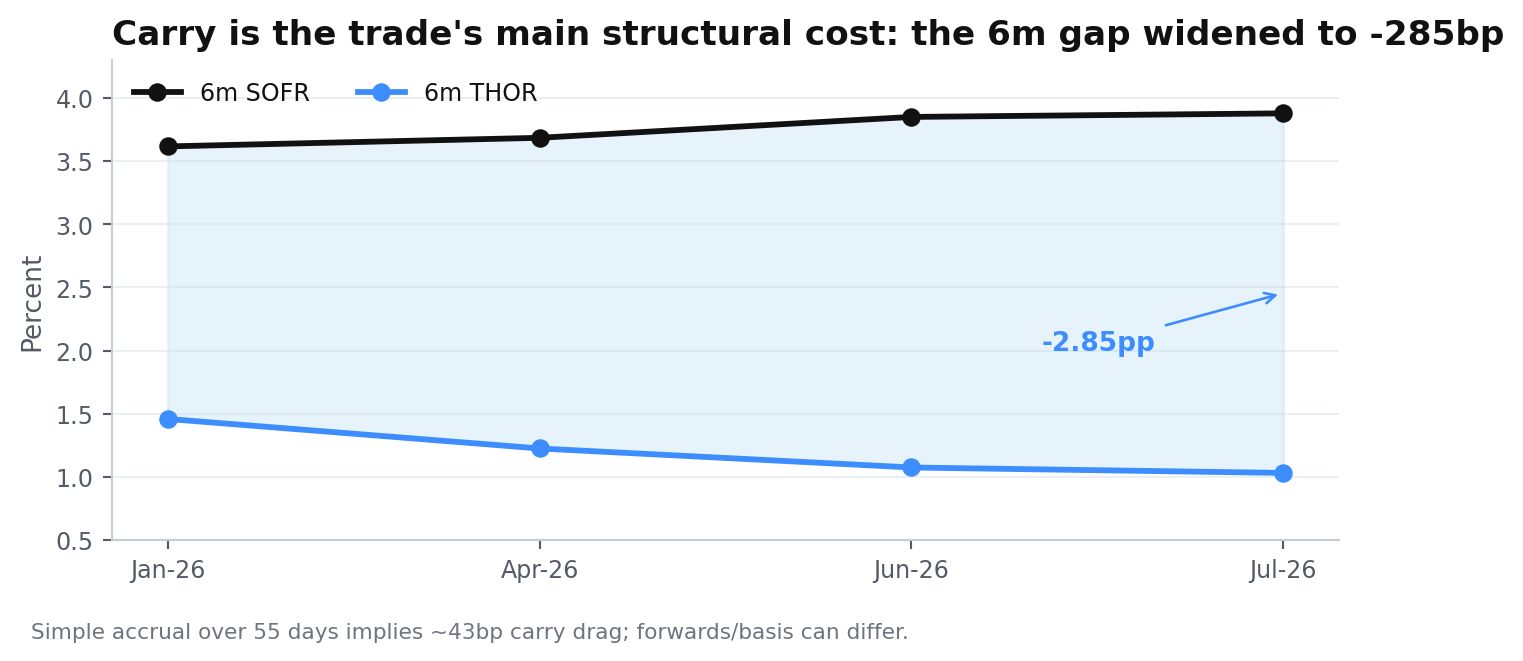 Carry is the trade's main structural cost: the 6m gap widened to -285bp
6m SOFR
6m THOR
Percent
4.0
3.5
3.0
2.5
2.0
1.5
1.0
0.5
-2.85pp
Jan-26
Apr-26
Jun-26
Jul-26
Simple accrual over 55 days implies ~43bp carry drag; forwards/basis can differ.